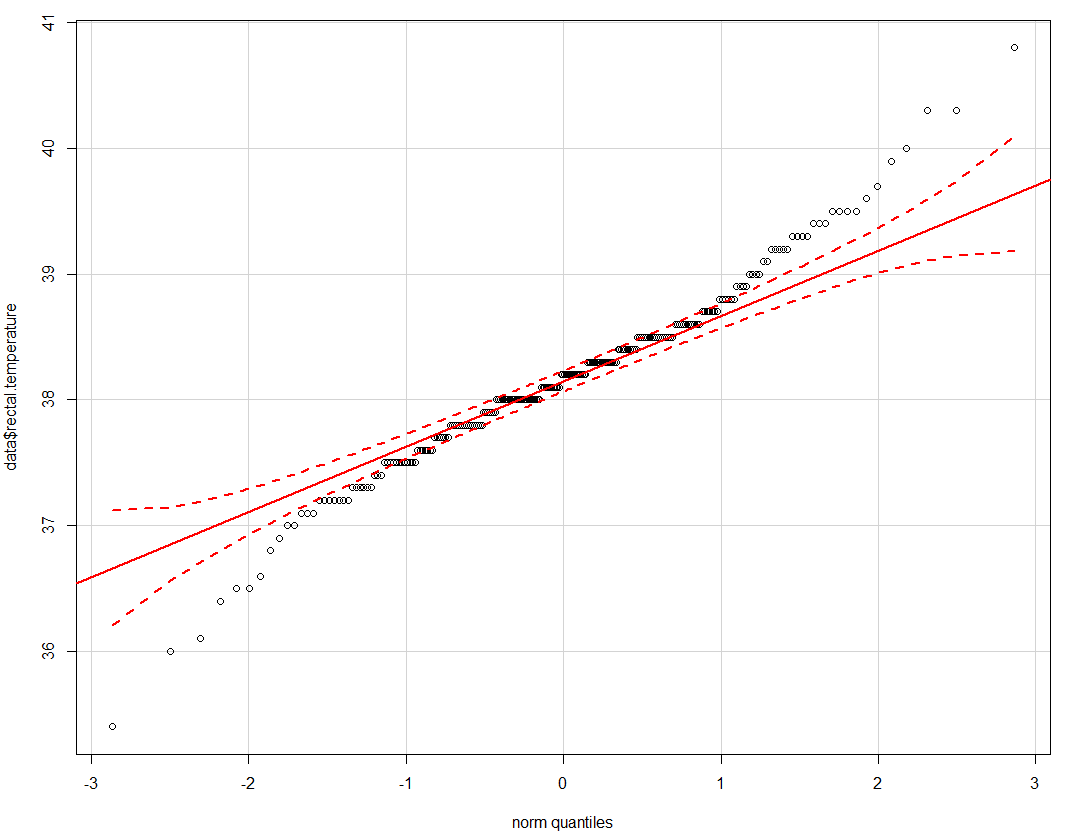 41
40
39
38
37
36
data$rectal.temperature
-3 -2 -1 0 1 2 3
norm quantiles